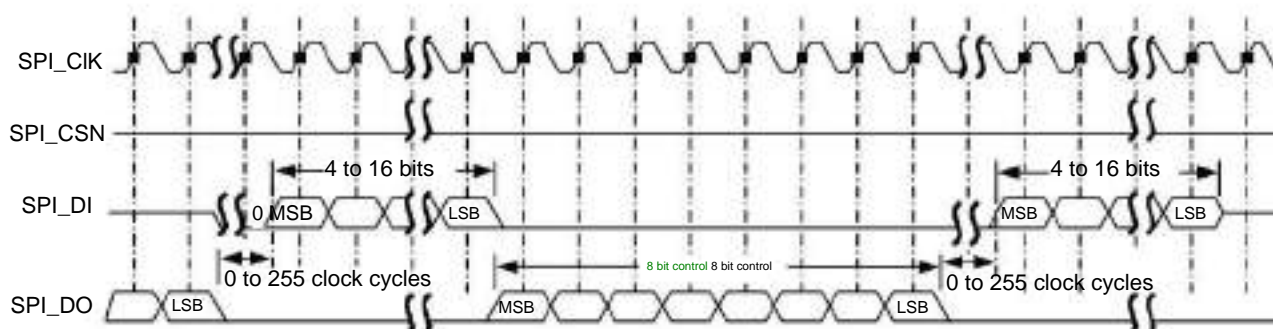 SPI_ClK
SPI_CSN
4 to 16 bits
4 to 16 bits
SPI_DI
0 MSB
LSB
MSB
LSB
0 to 255 clock cycles
8 bit control 8 bit control
0 to 255 clock cycles
SPI_DO
LSB
MSB
LSB